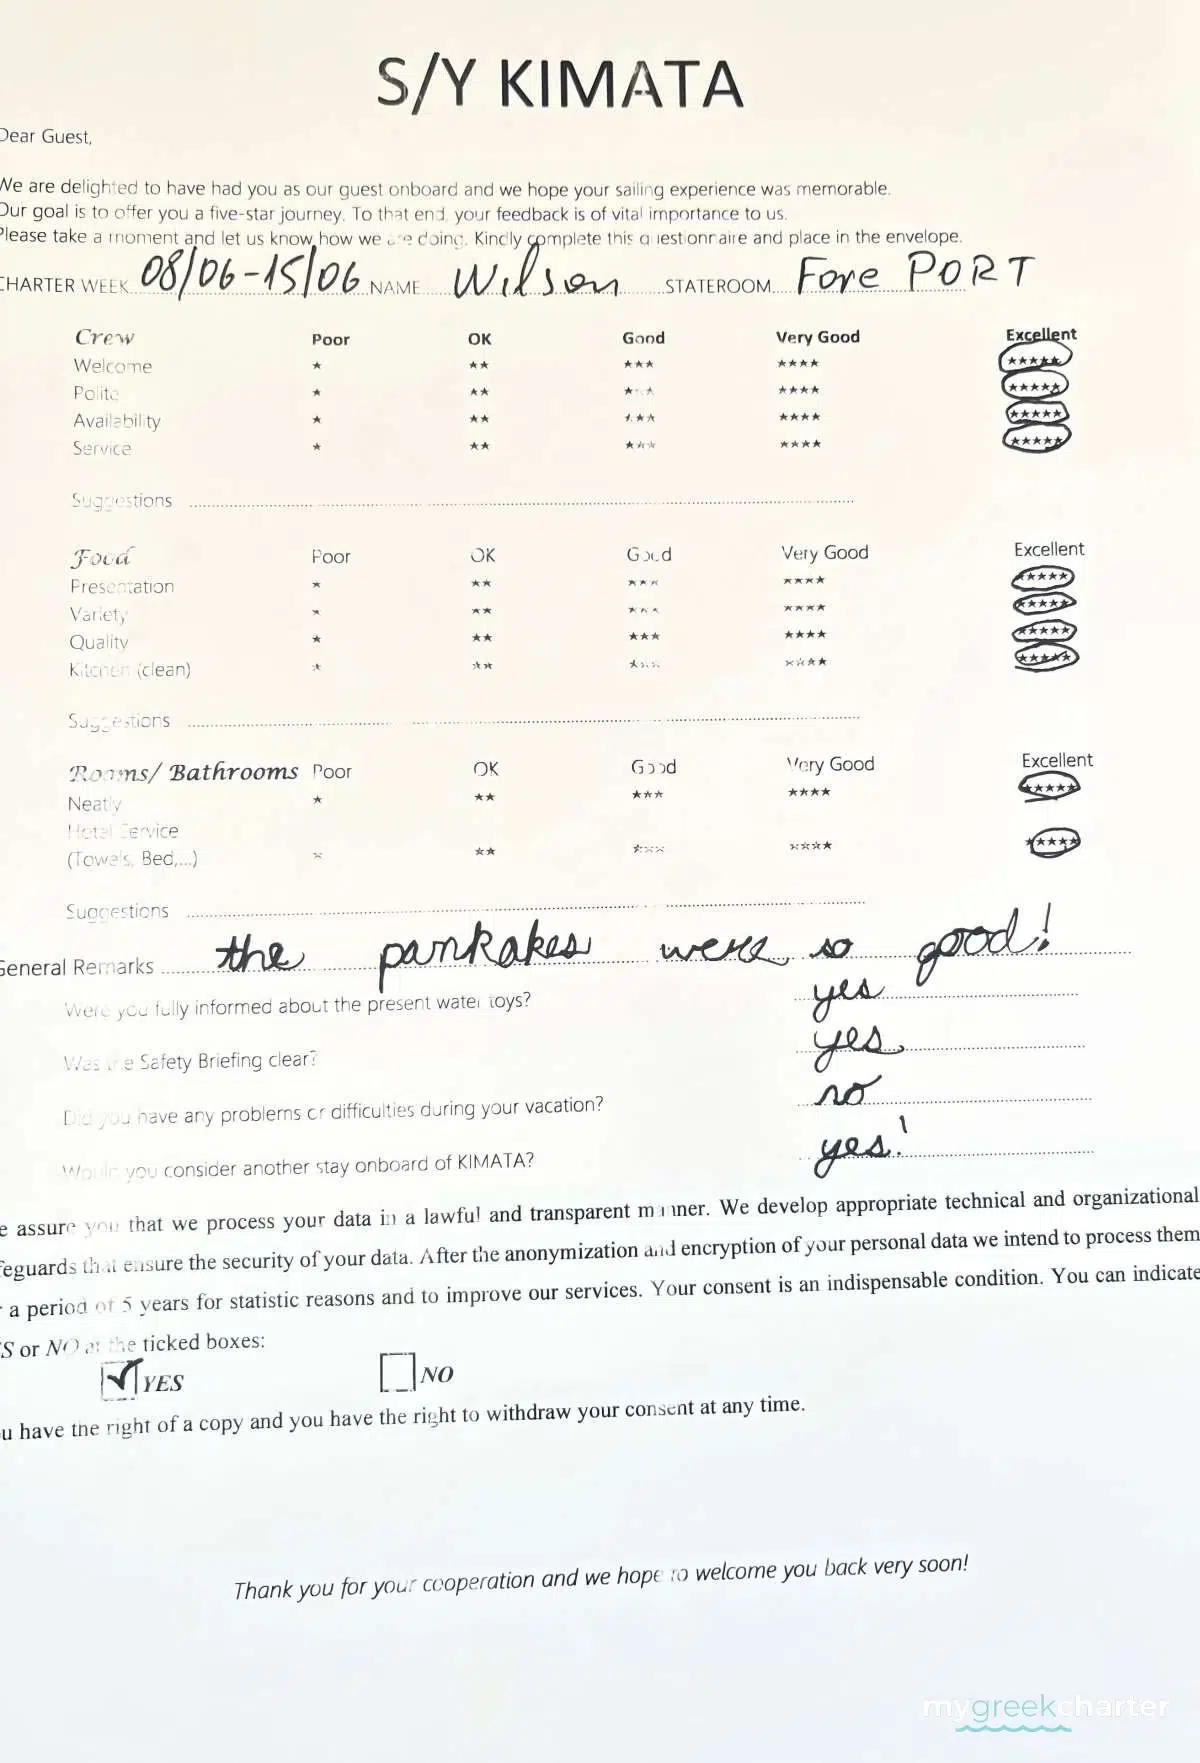 S/Y KIMATA
Dear Guest,
We are delighted to have had you as our guest onboard and we hope your sailing experience was memorable.
Our goal is to offer you a five-star journey. To that end, your feedback is of vital importance to us.
Please take a moment and let us know how we are doing. Kindly complete this questionnaire and place in the envelope.
CHARTER WEEK 08/06-15/06 NAME Wilson STATEROOM Fore PORT
Crew Poor OK Good Very Good Excellent
Welcome ★ ★★ ★★★ ★★★★ ★★★★★
Polite ★ ★★ ★★★ ★★★★ ★★★★★
Availability ★ ★★ ★★★ ★★★★ ★★★★★
Service ★ ★★ ★★★ ★★★★ ★★★★★
Suggestions
Food Poor OK Good Very Good Excellent
Presentation ★ ★★ ★★★ ★★★★ ★★★★★
Variety ★ ★★ ★★★ ★★★★ ★★★★★
Quality ★ ★★ ★★★ ★★★★ ★★★★★
Kitchen (clean) ★ ★★ ★★★ ★★★★ ★★★★★
Suggestions
Rooms/ Bathrooms Poor OK Good Very Good Excellent
Neatly ★ ★★ ★★★ ★★★★ ★★★★★
Hotel Service
(Towels, Bed,...) ★ ★★ ★★★ ★★★★ ★★★★★
Suggestions
General Remarks the pankakes were so good!
Were you fully informed about the present water toys? yes
Was the Safety Briefing clear? yes
Did you have any problems or difficulties during your vacation? no
Would you consider another stay onboard of KIMATA? yes!
e assure you that we process your data in a lawful and transparent manner. We develop appropriate technical and organizational
feguards that ensure the security of your data. After the anonymization and encryption of your personal data we intend to process them
r a period of 5 years for statistic reasons and to improve our services. Your consent is an indispensable condition. You can indicate
ES or NO at the ticked boxes:
YES NO
ou have the right of a copy and you have the right to withdraw your consent at any time.
Thank you for your cooperation and we hope to welcome you back very soon!
mygreekcharter